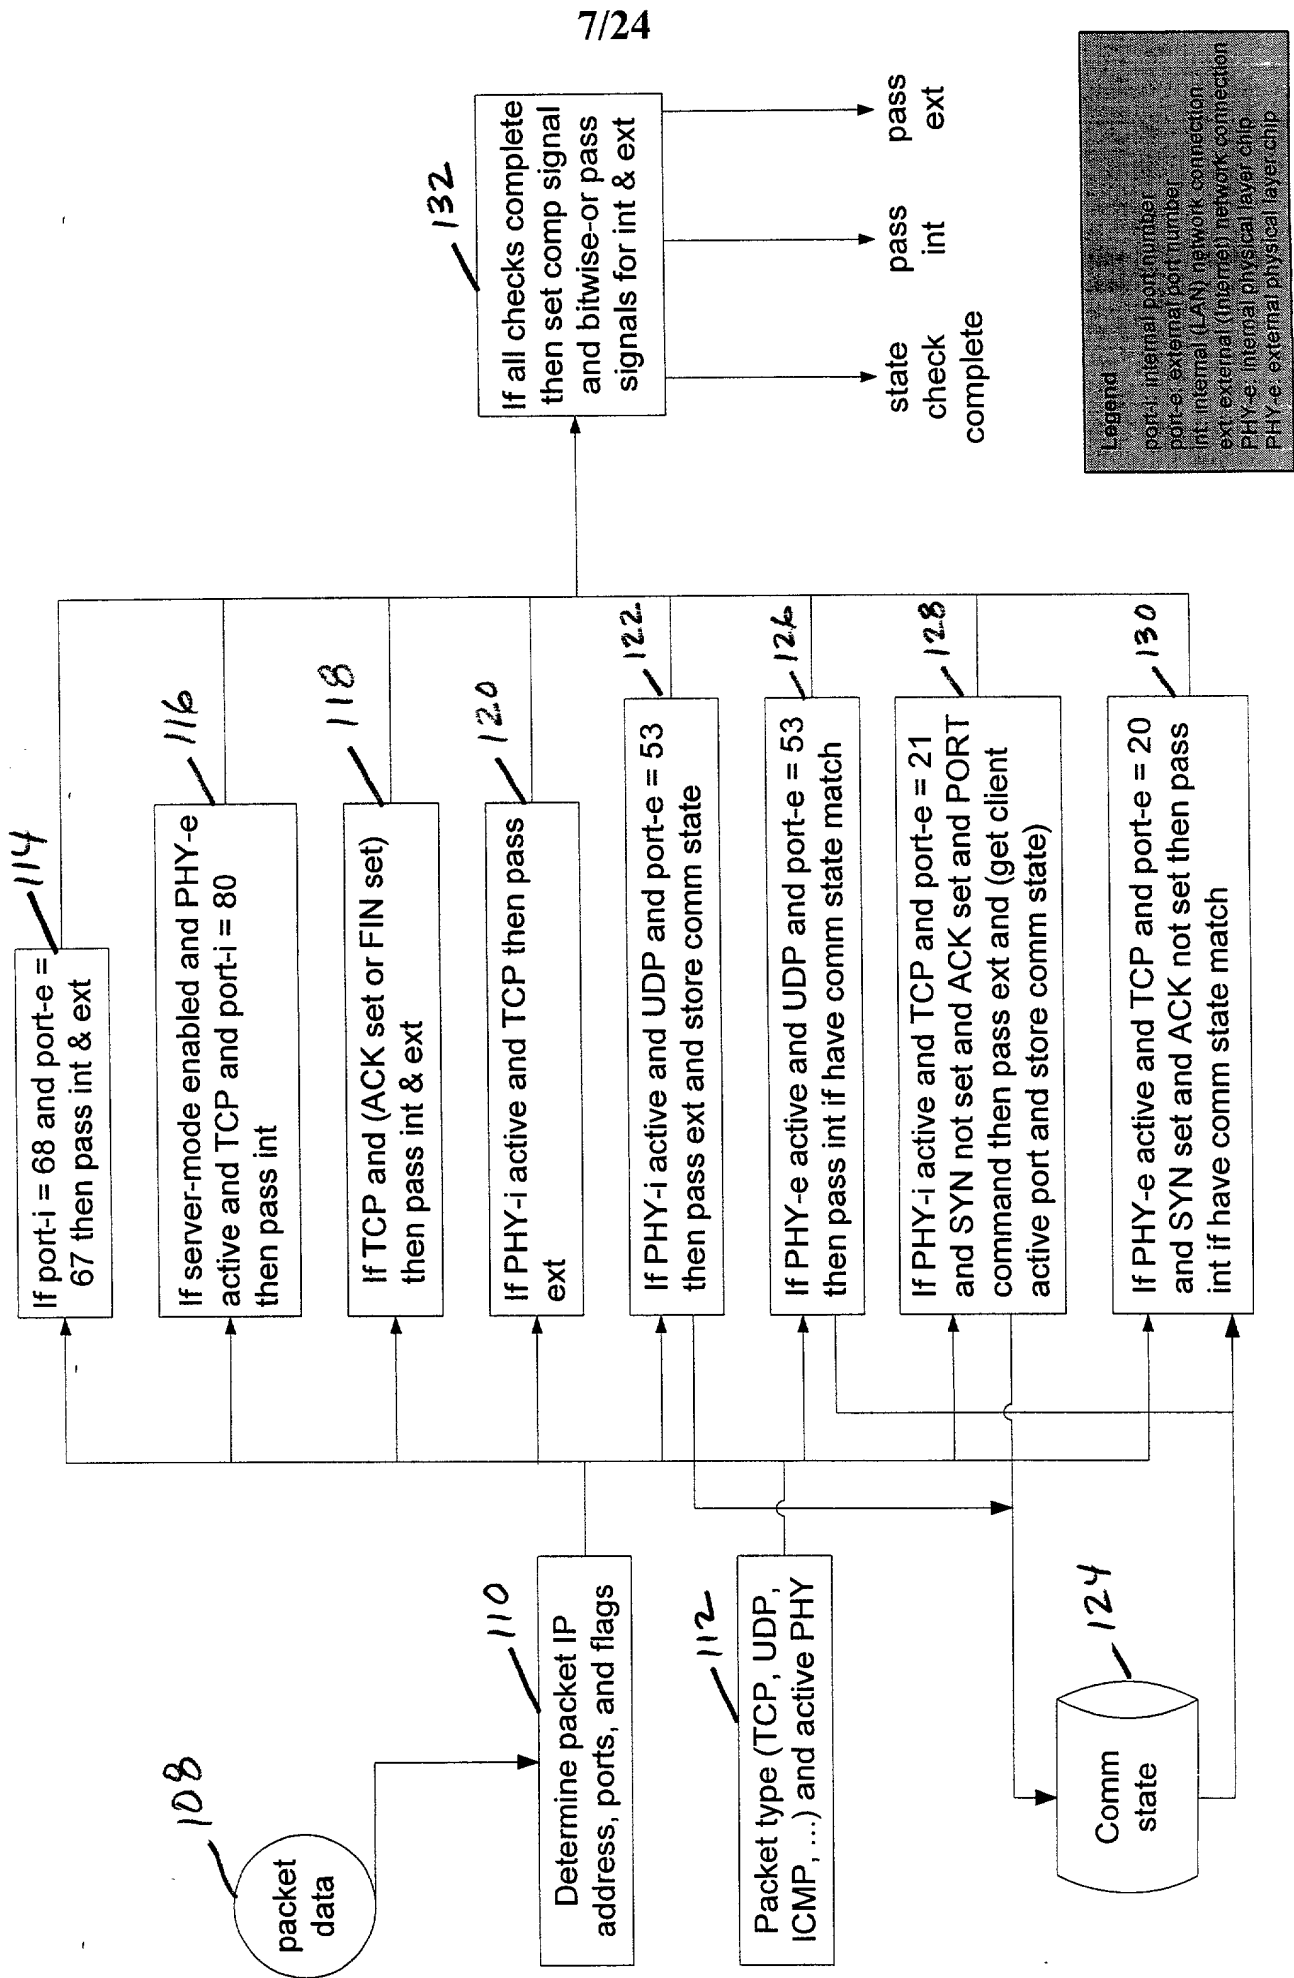 7/24
108
packet
data
110
Determine packet IP
address, ports, and flags
112
Packet type (TCP, UDP,
ICMP, ...) and active PHY
124
Comm
state
114
If port-i = 68 and port-e =
67 then pass int & ext
116
If server-mode enabled and PHY-e
active and TCP and port-i = 80
then pass int
118
If TCP and (ACK set or FIN set)
then pass int & ext
120
If PHY-i active and TCP then pass
ext
122
If PHY-i active and UDP and port-e = 53
then pass ext and store comm state
126
If PHY-e active and UDP and port-e = 53
then pass int if have comm state match
128
If PHY-i active and TCP and port-e = 21
and SYN not set and ACK set and PORT
command then pass ext and (get client
active port and store comm state)
130
If PHY-e active and TCP and port-e = 20
and SYN set and ACK not set then pass
int if have comm state match
132
If all checks complete
then set comp signal
and bitwise-or pass
signals for int & ext
state
check
complete
pass
int
pass
ext
Legend
port-i: internal port number
port-e: external port number
int: internal (LAN) network connection
ext: external ((Internet) network connection
PHY-e: internal physical layer chip
PHY-e: external physical layer chip